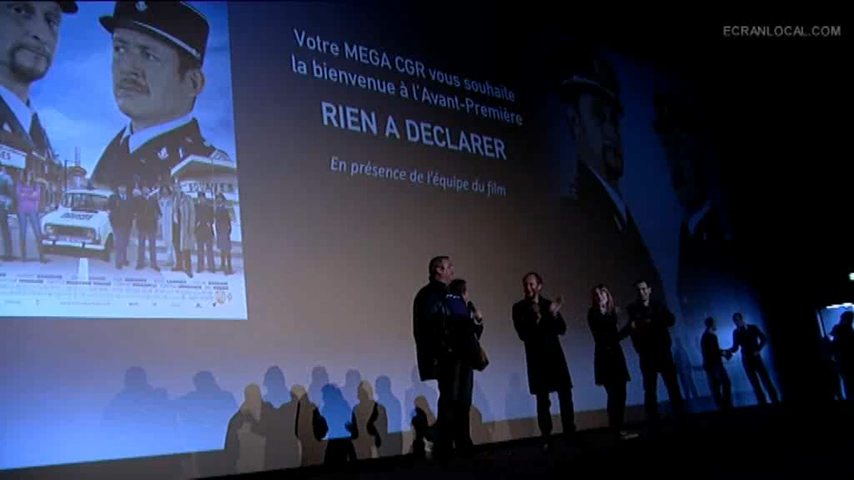 ECRANLOCAL.COM
Votre MEGA CGR vous souhaite
la bienvenue à l'Avant-Première
RIEN A DECLARER
En présence de l'équipe du film